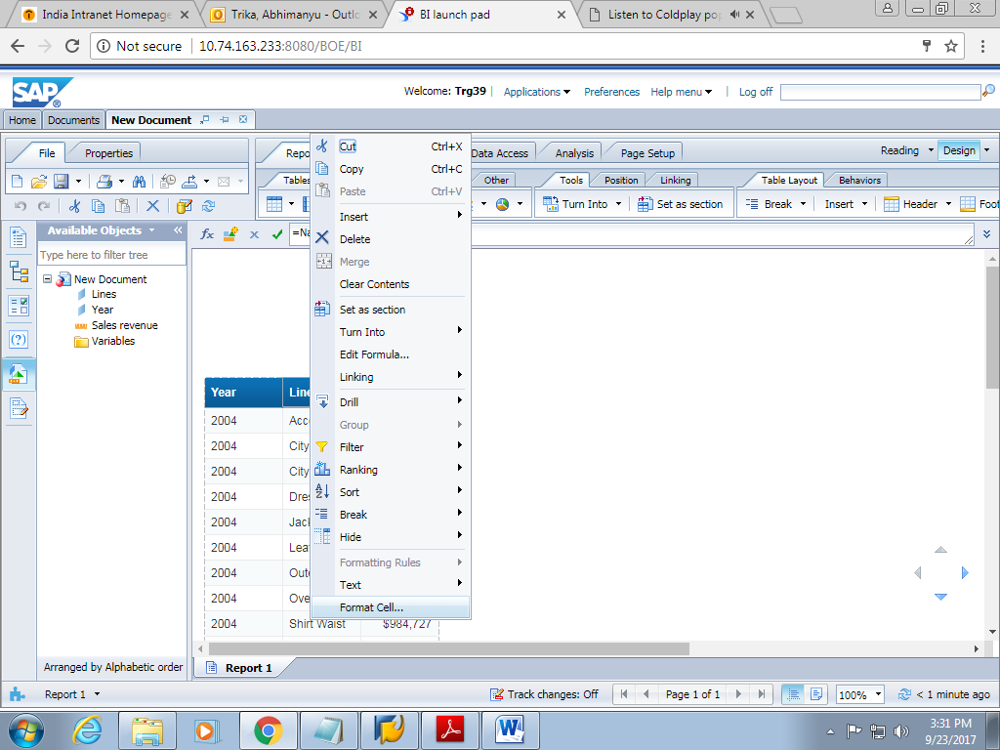 India Intranet Homepage
Trika, Abhimanyu - Outlo
BI launch pad
Listen to Coldplay pop
Not secure
10.74.163.233:8080/BOE/BI
SAP
Welcome: Trg39
Applications
Preferences
Help menu
Log off
Home
Documents
New Document
File
Properties
Repo
Data Access
Analysis
Page Setup
Reading
Design
Tables
Other
Tools
Position
Linking
Table Layout
Behaviors
Turn Into
Set as section
Break
Insert
Header
Foot
Available Objects
=Na
Type here to filter tree
New Document
Lines
Year
Sales revenue
Variables
Arranged by Alphabetic order
Cut Ctrl+X
Copy Ctrl+C
Paste Ctrl+V
Insert
Delete
Merge
Clear Contents
Set as section
Turn Into
Edit Formula...
Linking
Drill
Group
Filter
Ranking
Sort
Break
Hide
Formatting Rules
Text
Format Cell...
Year Line
2004 Acc
2004 City
2004 City
2004 Dres
2004 Jack
2004 Leat
2004 Oute
2004 Ove
2004 Shirt Waist $984,727
Report 1
Report 1
Track changes: Off
Page 1 of 1
100%
< 1 minute ago
3:31 PM
9/23/2017